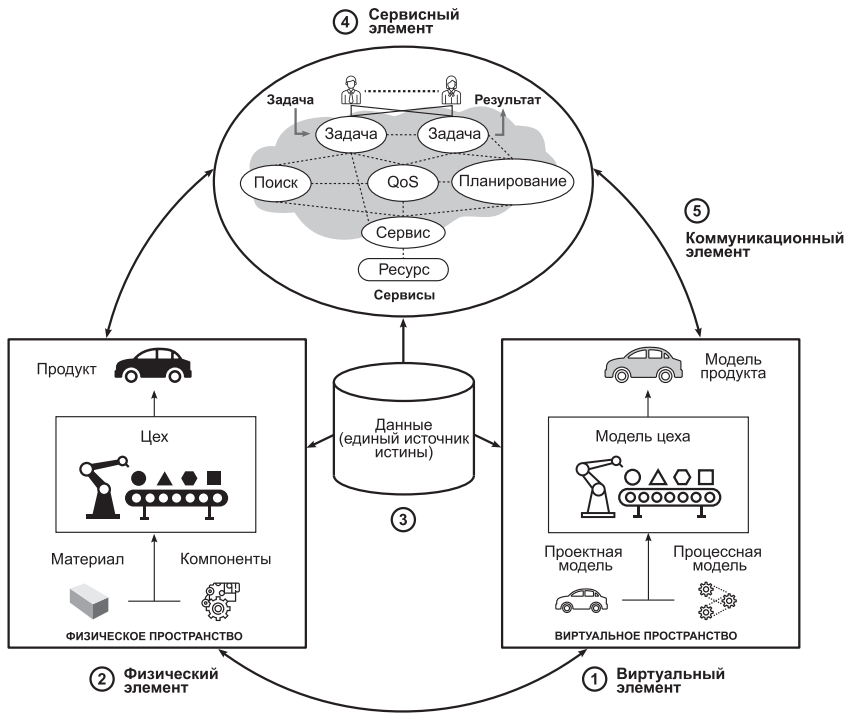 4 Сервисный
элемент
Задача
Результат
Задача
Задача
Поиск
QoS
Планирование
Сервис
Ресурс
Сервисы
5
Коммуникационный
элемент
Продукт
Цех
Материал
Компоненты
ФИЗИЧЕСКОЕ ПРОСТРАНСТВО
2 Физический
элемент
Данные
(единый источник
истины)
3
Модель
продукта
Модель цеха
Проектная
модель
Процессная
модель
ВИРТУАЛЬНОЕ ПРОСТРАНСТВО
1 Виртуальный
элемент